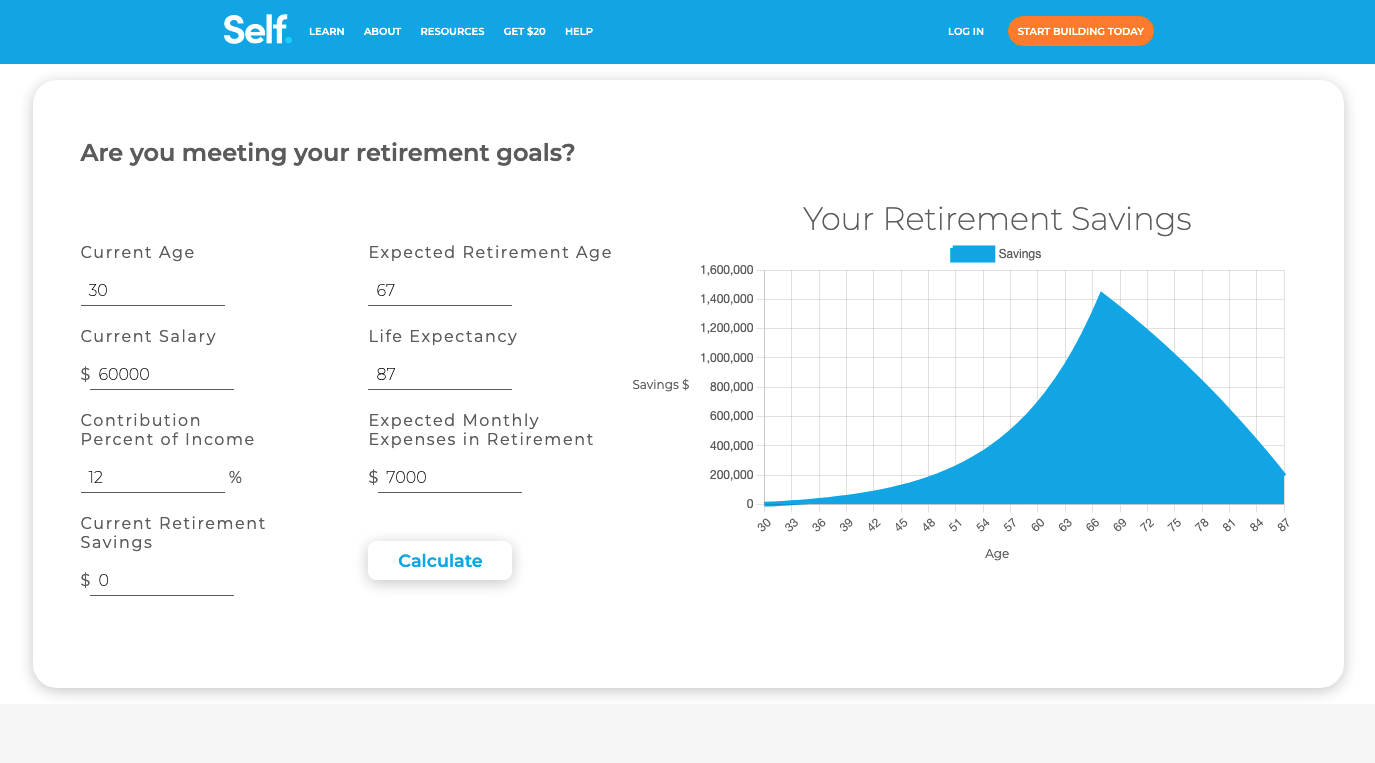 Self.
LEARN ABOUT RESOURCES GET $20 HELP
LOG IN START BUILDING TODAY
Are you meeting your retirement goals?
Current Age
30
Current Salary
$ 60000
Contribution
Percent of Income
12 %
Current Retirement
Savings
$ 0
Expected Retirement Age
67
Life Expectancy
87
Expected Monthly
Expenses in Retirement
$ 7000
Calculate
Your Retirement Savings
Savings
Savings $
1,600,000
1,400,000
1,200,000
1,000,000
800,000
600,000
400,000
200,000
0
30 33 36 39 42 45 48 51 54 57 60 63 66 69 72 75 78 81 84 87
Age